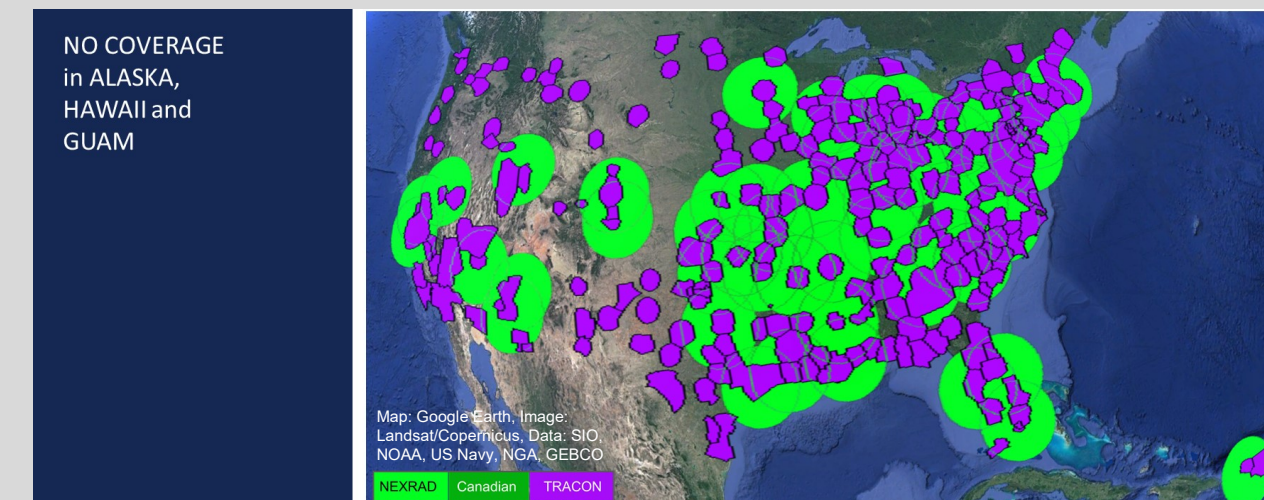 NO COVERAGE
in ALASKA,
HAWAII and
GUAM
Map: Google Earth, Image:
Landsat/Copernicus, Data: SIO,
NOAA, US Navy, NGA, GEBCO
NEXRAD Canadian TRACON